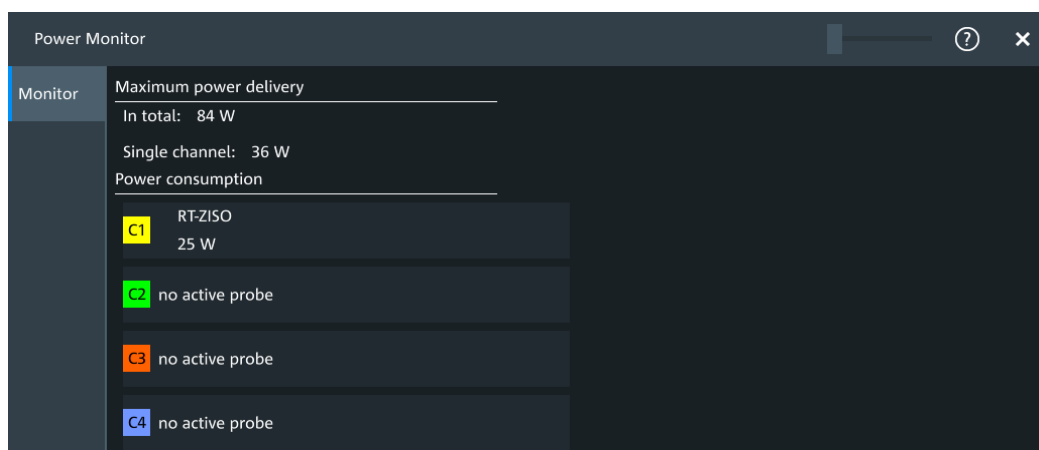 Power Monitor
?
Monitor
Maximum power delivery
In total: 84 W
Single channel: 36 W
Power consumption
C1 RT-ZISO
25 W
C2 no active probe
C3 no active probe
C4 no active probe